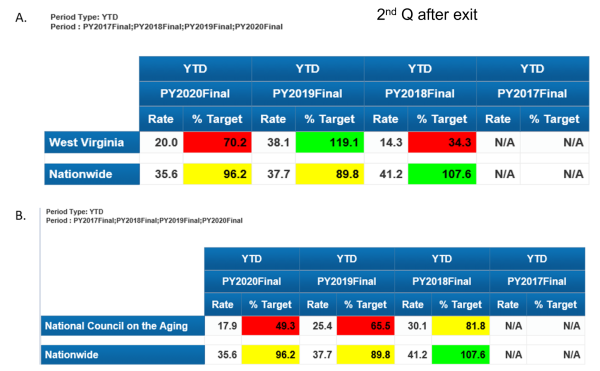 2nd Q after exit
A.
Period Type: YTD
Period : PY2017Final;PY2018Final;PY2019Final;PY2020Final
YTD YTD YTD YTD
PY2020Final PY2019Final PY2018Final PY2017Final
Rate % Target Rate % Target Rate % Target Rate % Target
West Virginia 20.0 70.2 38.1 119.1 14.3 34.3 N/A N/A
Nationwide 35.6 96.2 37.7 89.8 41.2 107.6 N/A N/A
B.
Period Type: YTD
Period : PY2017Final;PY2018Final;PY2019Final;PY2020Final
YTD YTD YTD YTD
PY2020Final PY2019Final PY2018Final PY2017Final
Rate % Target Rate % Target Rate % Target Rate % Target
National Council on the Aging 17.9 49.3 25.4 65.5 30.1 81.8 N/A N/A
Nationwide 35.6 96.2 37.7 89.8 41.2 107.6 N/A N/A